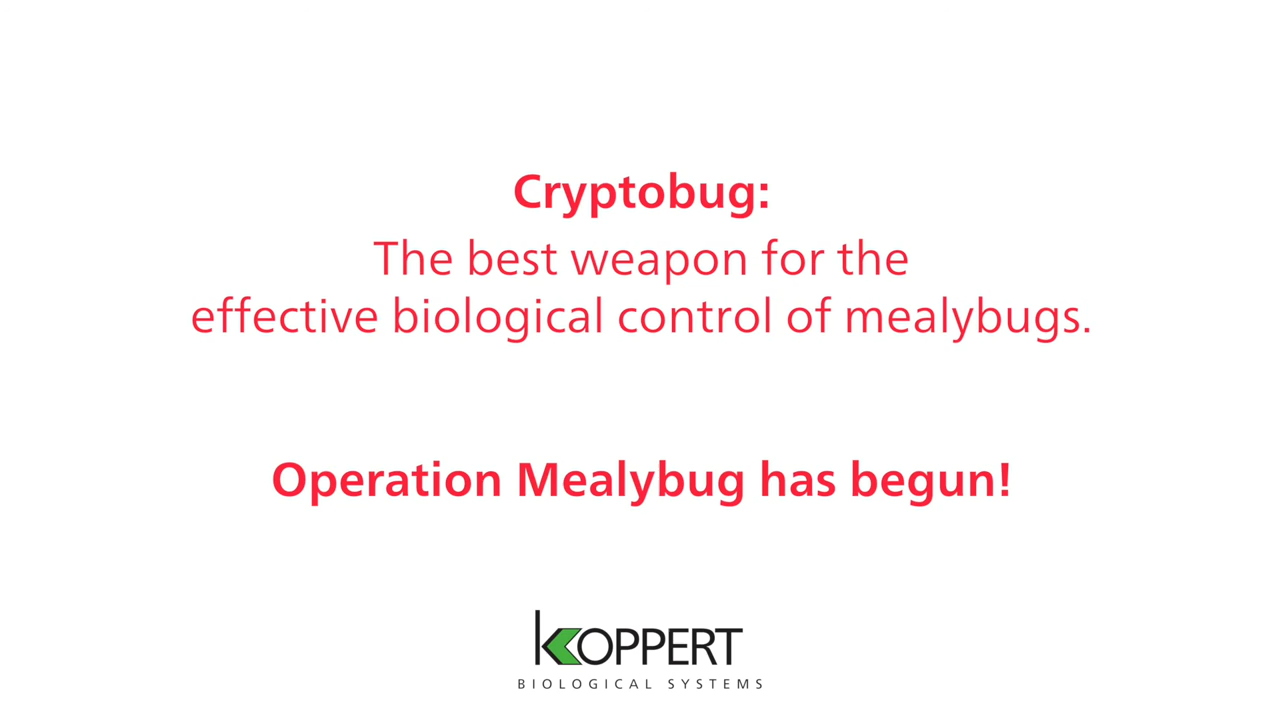 Cryptobug:
The best weapon for the
effective biological control of mealybugs.
Operation Mealybug has begun!
KOPPERT
BIOLOGICAL SYSTEMS